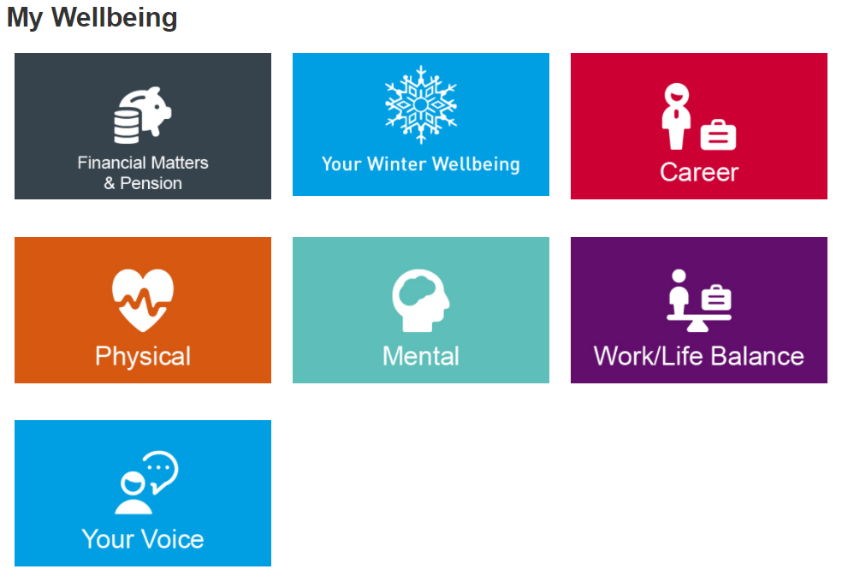 My Wellbeing
Financial Matters
& Pension
Your Winter Wellbeing
Career
Physical
Mental
Work/Life Balance
Your Voice